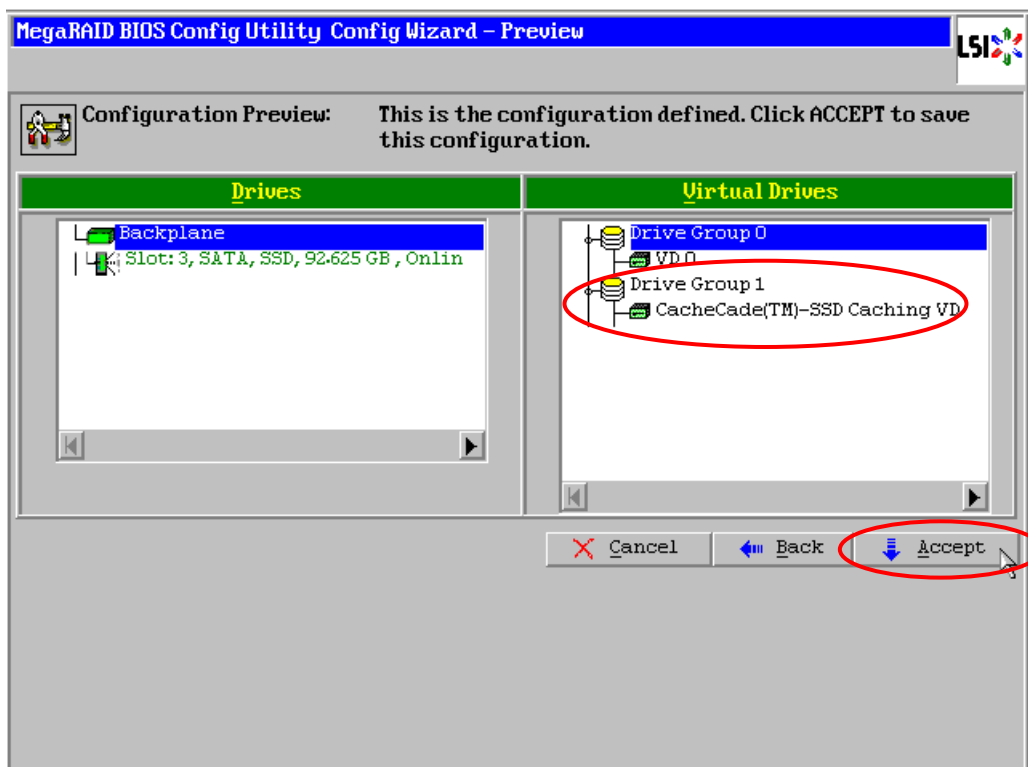 MegaRAID BIOS Config Utility Config Wizard – Preview
LSI
Configuration Preview:
This is the configuration defined. Click ACCEPT to save
this configuration.
Drives
Backplane
Slot: 3, SATA, SSD, 92.625 GB , Onlin
Virtual Drives
Drive Group 0
VD 0
Drive Group 1
CacheCade(TM)–SSD Caching VD
Cancel
Back
Accept